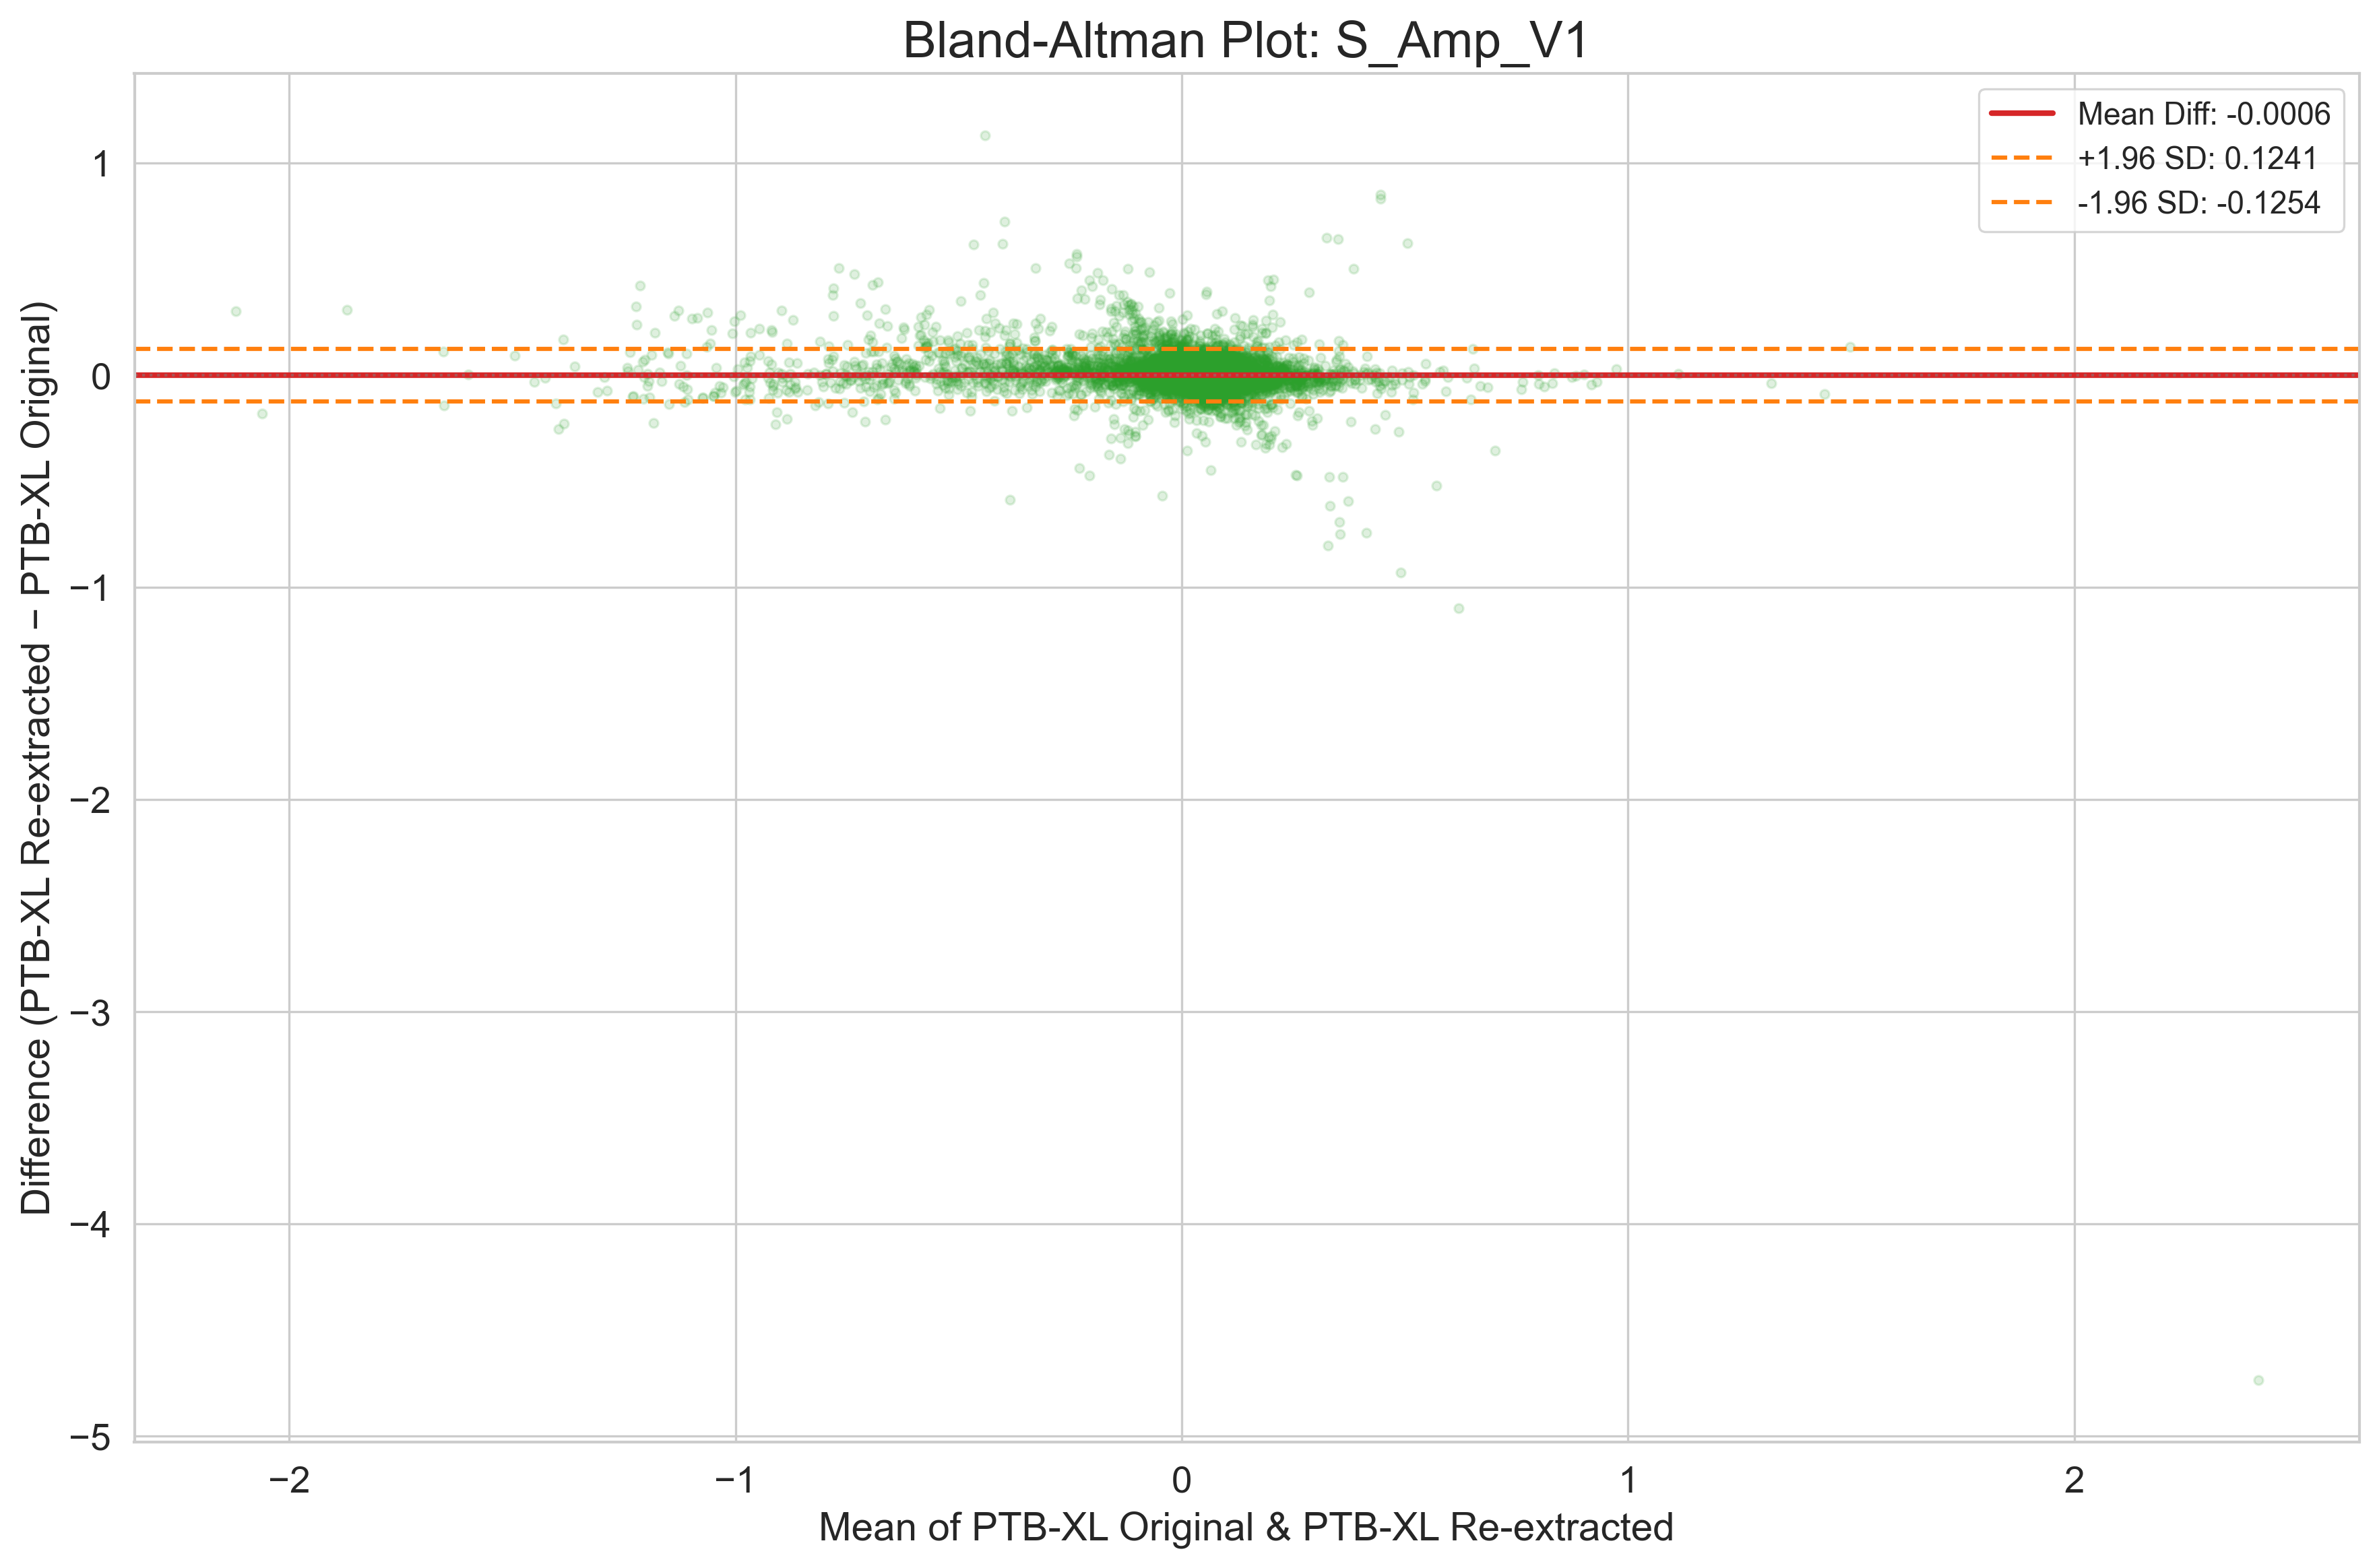 Bland-Altman Plot: S_Amp_V1
Mean Diff: -0.0006
+1.96 SD: 0.1241
-1.96 SD: -0.1254
Difference (PTB-XL Re-extracted − PTB-XL Original)
1
0
−1
−2
−3
−4
−5
−2
−1
0
1
2
Mean of PTB-XL Original & PTB-XL Re-extracted